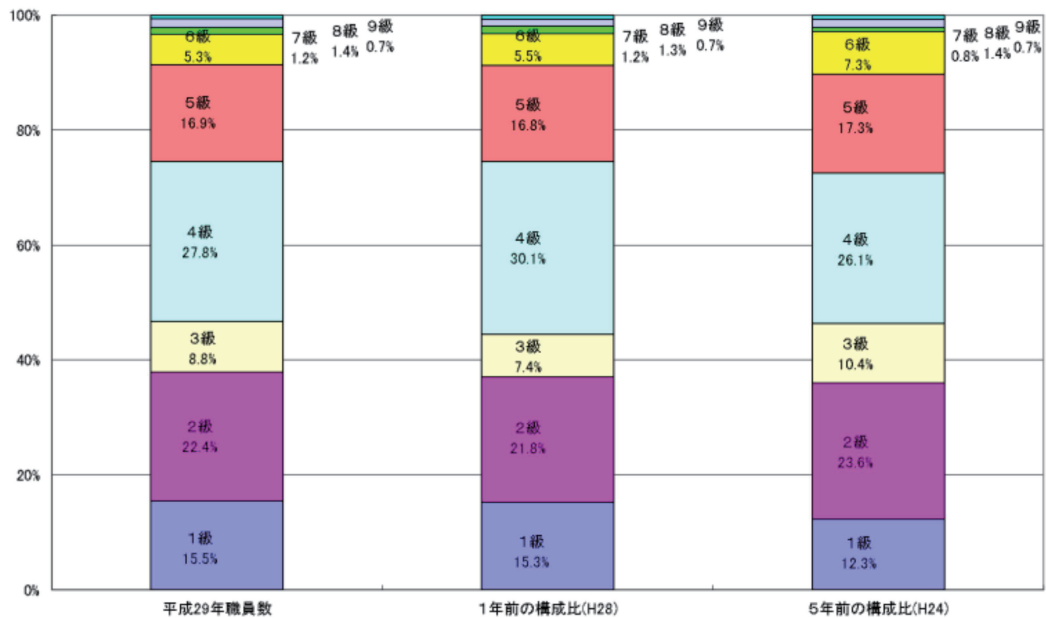 100%
80%
60%
40%
20%
0%
6級
5.3%
7級
1.2%
8級
1.4%
9級
0.7%
5級
16.9%
4級
27.8%
3級
8.8%
2級
22.4%
1級
15.5%
平成29年職員数
6級
5.5%
7級
1.2%
8級
1.3%
9級
0.7%
5級
16.8%
4級
30.1%
3級
7.4%
2級
21.8%
1級
15.3%
1年前の構成比(H28)
6級
7.3%
7級
0.8%
8級
1.4%
9級
0.7%
5級
17.3%
4級
26.1%
3級
10.4%
2級
23.6%
1級
12.3%
5年前の構成比(H24)